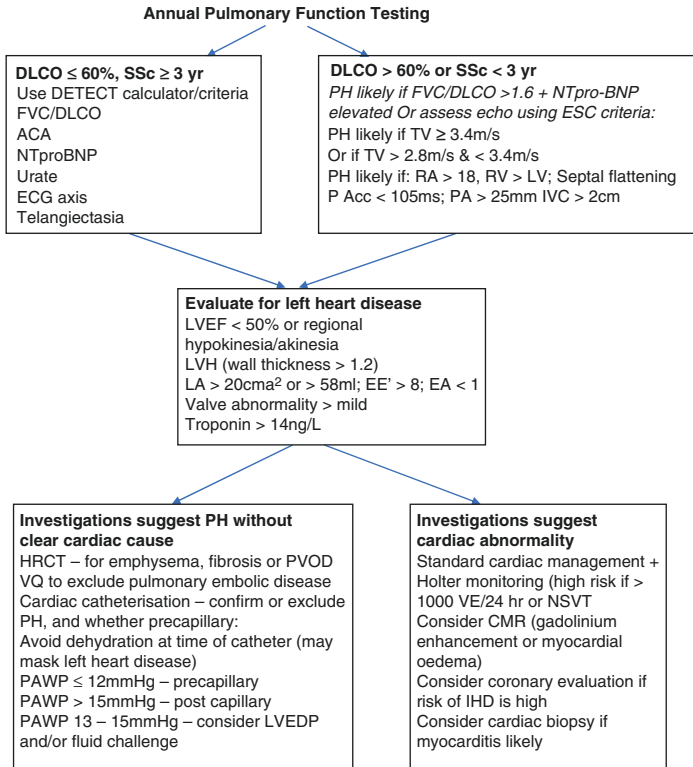 Annual Pulmonary Function Testing
DLCO ≤ 60%, SSc ≥ 3 yr
Use DETECT calculator/criteria
FVC/DLCO
ACA
NTproBNP
Urate
ECG axis
Telangiectasia
DLCO > 60% or SSc < 3 yr
PH likely if FVC/DLCO >1.6 + NTpro-BNP
elevated Or assess echo using ESC criteria:
PH likely if TV ≥ 3.4m/s
Or if TV > 2.8m/s & < 3.4m/s
PH likely if: RA > 18, RV > LV; Septal flattening
P Acc < 105ms; PA > 25mm IVC > 2cm
Evaluate for left heart disease
LVEF < 50% or regional
hypokinesia/akinesia
LVH (wall thickness > 1.2)
LA > 20cma² or > 58ml; EE' > 8; EA < 1
Valve abnormality > mild
Troponin > 14ng/L
Investigations suggest PH without
clear cardiac cause
HRCT – for emphysema, fibrosis or PVOD
VQ to exclude pulmonary embolic disease
Cardiac catheterisation – confirm or exclude
PH, and whether precapillary:
Avoid dehydration at time of catheter (may
mask left heart disease)
PAWP ≤ 12mmHg – precapillary
PAWP > 15mmHg – post capillary
PAWP 13 – 15mmHg – consider LVEDP
and/or fluid challenge
Investigations suggest
cardiac abnormality
Standard cardiac management +
Holter monitoring (high risk if >
1000 VE/24 hr or NSVT
Consider CMR (gadolinium
enhancement or myocardial
oedema)
Consider coronary evaluation if
risk of IHD is high
Consider cardiac biopsy if
myocarditis likely